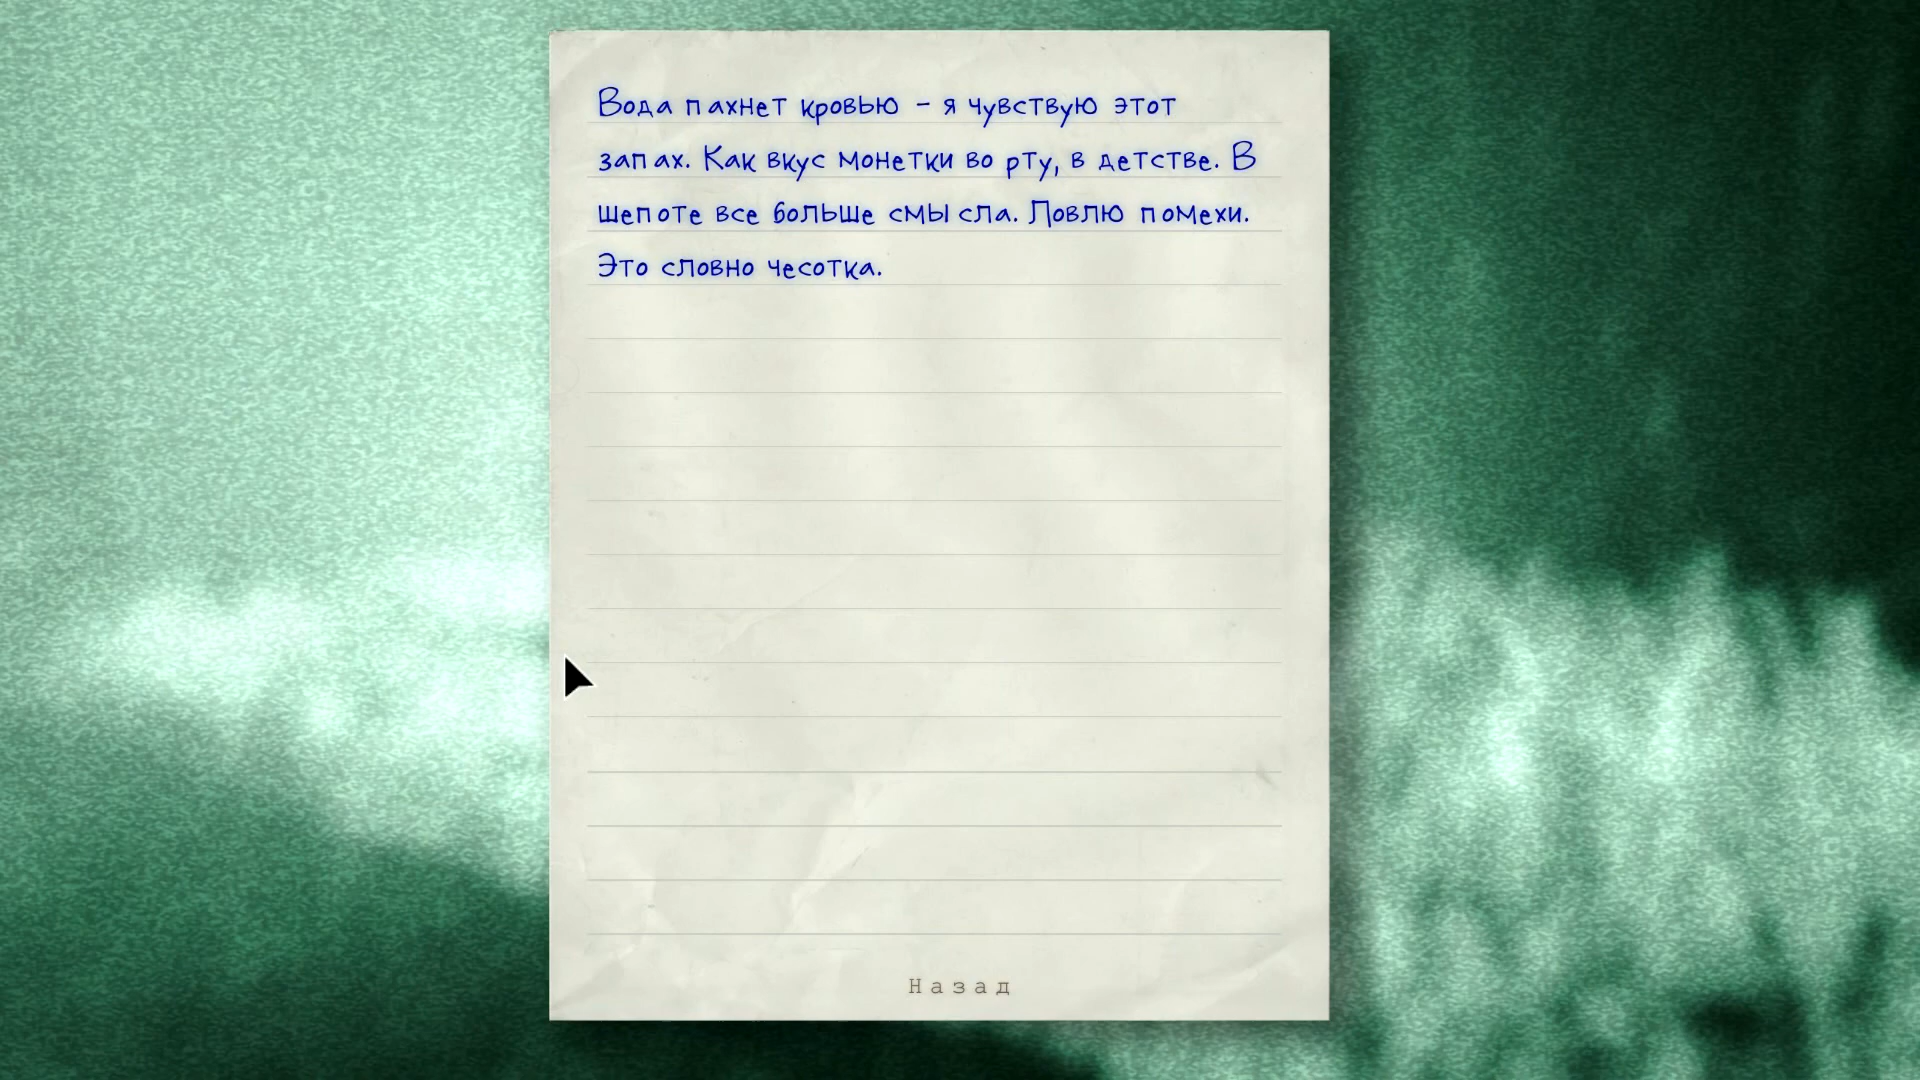 Вода пахнет кровью - я чувствую этот
запах. Как вкус монетки во рту, в детстве. В
шепоте все больше смысла. Ловлю помехи.
Это словно чесотка.
Назад